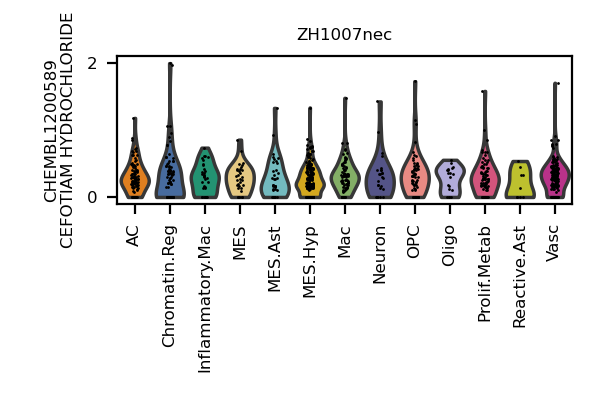 ZH1007nec
CHEMBL1200589
CEFOTIAM HYDROCHLORIDE
2
0
AC
Chromatin.Reg
Inflammatory.Mac
MES
MES.Ast
MES.Hyp
Mac
Neuron
OPC
Oligo
Prolif.Metab
Reactive.Ast
Vasc